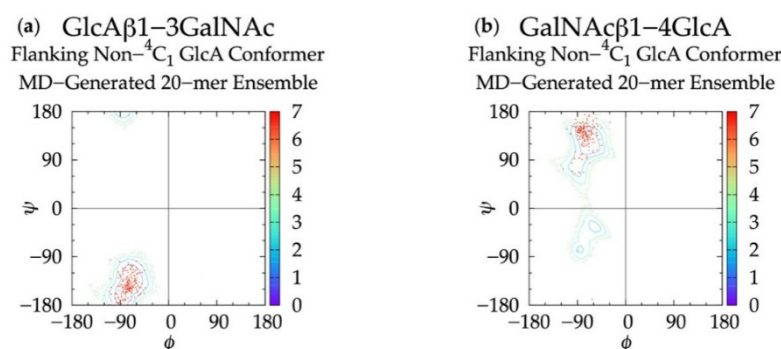 (a) GlcAβ1−3GalNAc
Flanking Non−⁴C₁ GlcA Conformer
MD−Generated 20-mer Ensemble
180
90
0
−90
−180
ψ
−180 −90 0 90 180
ϕ
7
6
5
4
3
2
1
0
(b) GalNAcβ1−4GlcA
Flanking Non−⁴C₁ GlcA Conformer
MD−Generated 20-mer Ensemble
180
90
0
−90
−180
ψ
−180 −90 0 90 180
ϕ
7
6
5
4
3
2
1
0